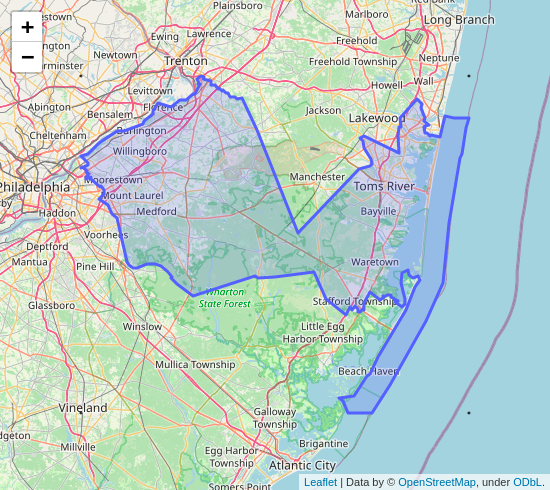 Plainsboro
Red Bank
Long Branch
Marlboro
Ewing
Lawrence
Newtown
Trenton
Freehold
Neptune
Freehold Township
Levittown
Howell
Wall
Abington
Bensalem
Florence
Jackson
Lakewood
Cheltenham
Burlington
Willingboro
Philadelphia
Moorestown
Manchester
Toms River
Mount Laurel
Haddon
Medford
Bayville
Voorhees
Deptford
Mantua
Pine Hill
Waretown
Wharton
State Forest
Stafford Township
Glassboro
Winslow
Little Egg
Harbor Township
Mullica Township
Beach Haven
Vineland
Galloway
Township
Millville
Egg Harbor
Township
Brigantine
Atlantic City
Somers Point
+
−
Leaflet | Data by © OpenStreetMap, under ODbL.